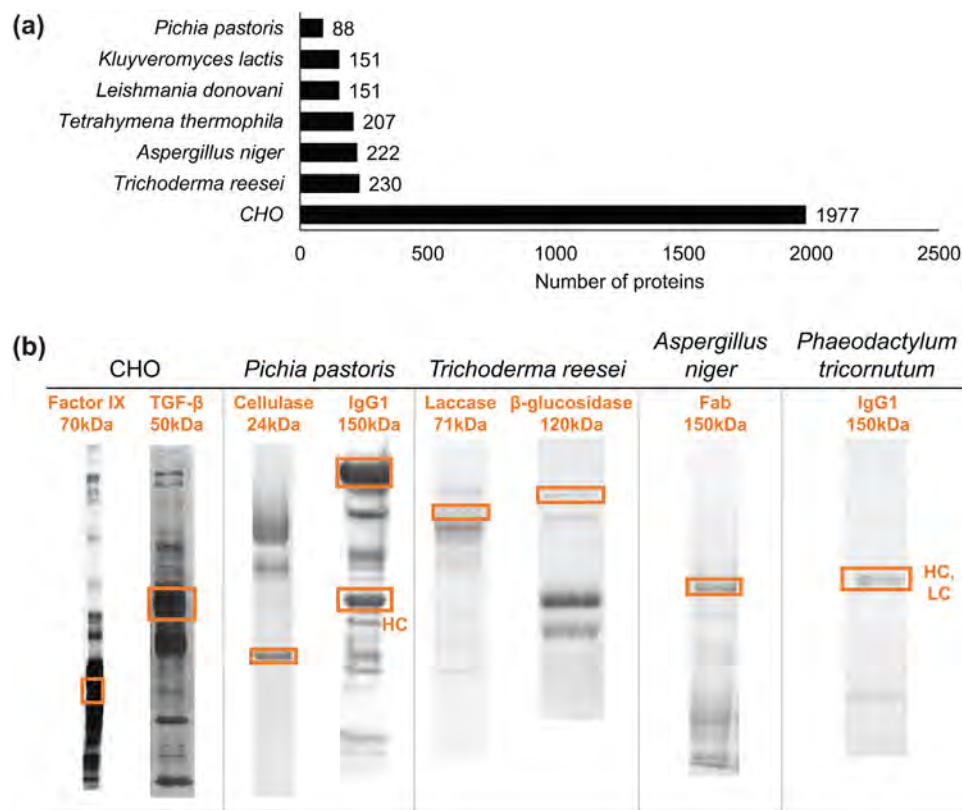 (a)
Pichia pastoris 88
Kluyveromyces lactis 151
Leishmania donovani 151
Tetrahymena thermophila 207
Aspergillus niger 222
Trichoderma reesei 230
CHO 1977
0 500 1000 1500 2000 2500
Number of proteins
(b)
CHO
Pichia pastoris
Trichoderma reesei
Aspergillus
niger
Phaeodactylum
tricornutum
Factor IX
70kDa
TGF-β
50kDa
Cellulase
24kDa
IgG1
150kDa
Laccase
71kDa
β-glucosidase
120kDa
Fab
150kDa
IgG1
150kDa
HC
HC,
LC